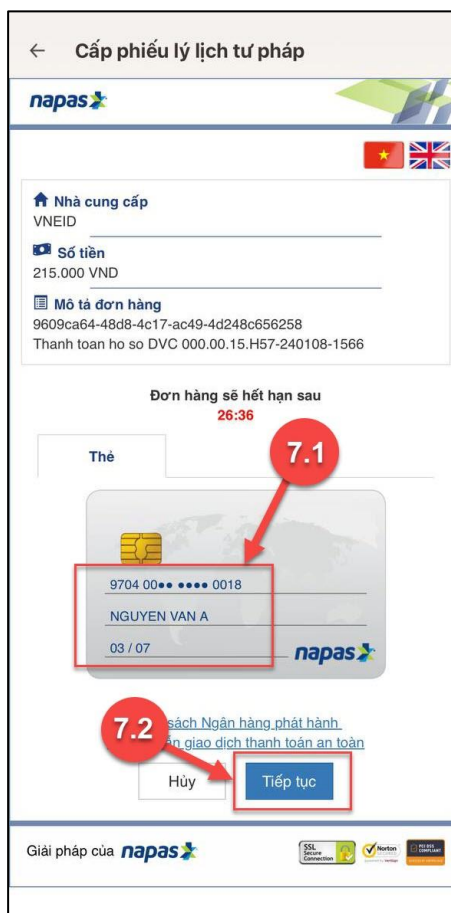 ← Cấp phiếu lý lịch tư pháp
napas
Nhà cung cấp
VNEID
Số tiền
215.000 VND
Mô tả đơn hàng
9609ca64-48d8-4c17-ac49-4d248c656258
Thanh toan ho so DVC 000.00.15.H57-240108-1566
Đơn hàng sẽ hết hạn sau
26:36
Thẻ
7.1
9704 00•• •••• 0018
NGUYEN VAN A
03 / 07
napas
7.2
sách Ngân hàng phát hành
giao dịch thanh toán an toàn
Hủy
Tiếp tục
Giải pháp của napas
SSL
Secure
Connection
Norton
PCI DSS
COMPLIANT